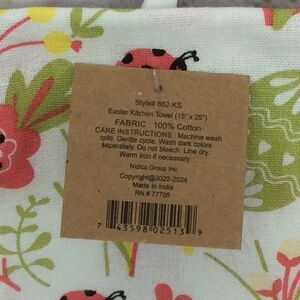 Style# 652-KS
Easter Kitchen Towel (15" x 25")
FABRIC : 100% Cotton
CARE INSTRUCTIONS : Machine wash
cold. Gentle cycle. Wash dark colors
separately. Do not bleach. Line dry.
Warm iron if necessary.
Nidico Group Inc.
Copyright©2022-2024
Made In India
RN # 77705
7 43598 02513 9